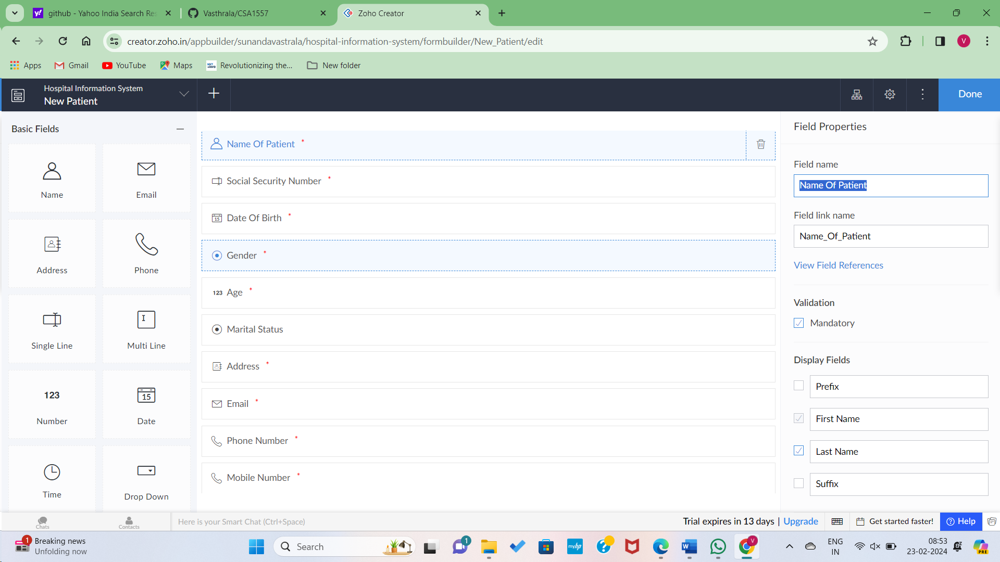 github - Yahoo India Search Res
Vasthrala/CSA1557
Zoho Creator
creator.zoho.in/appbuilder/sunandavastrala/hospital-information-system/formbuilder/New_Patient/edit
V
Apps
Gmail
YouTube
Maps
Revolutionizing the...
New folder
Hospital Information System
New Patient
Done
Basic Fields
Name
Email
Address
Phone
Single Line
Multi Line
123
Number
15
Date
Time
Drop Down
Name Of Patient *
Social Security Number *
15 Date Of Birth *
Gender *
123 Age *
Marital Status
Address *
Email *
Phone Number *
Mobile Number *
Field Properties
Field name
Name Of Patient
Field link name
Name_Of_Patient
View Field References
Validation
Mandatory
Display Fields
Prefix
First Name
Last Name
Suffix
Chats
Contacts
Here is your Smart Chat (Ctrl+Space)
Trial expires in 13 days | Upgrade
Get started faster!
Help
1
Breaking news
Unfolding now
Search
1
myhp
W
V
ENG
IN
08:53
23-02-2024
PRE